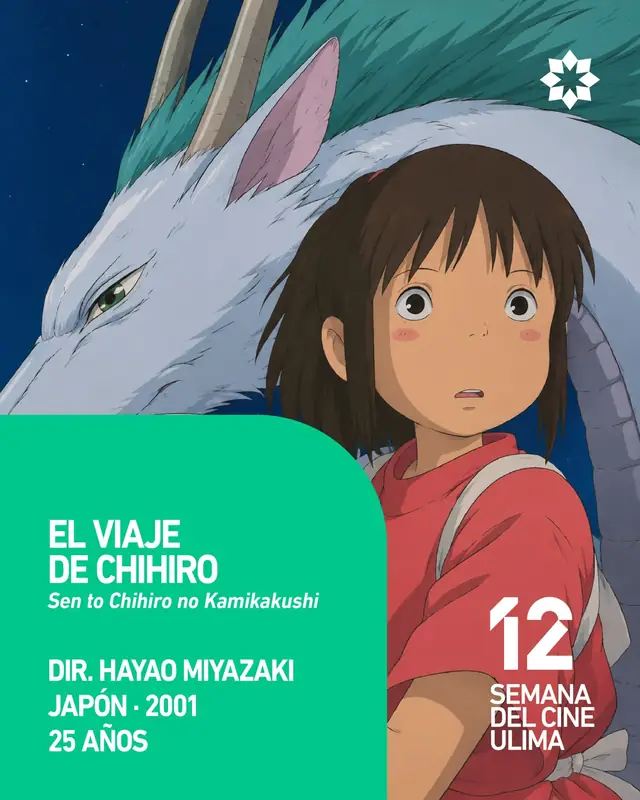 EL VIAJE
DE CHIHIRO
Sen to Chihiro no Kamikakushi
DIR. HAYAO MIYAZAKI
JAPÓN · 2001
25 AÑOS
12
SEMANA
DEL CINE
ULIMA